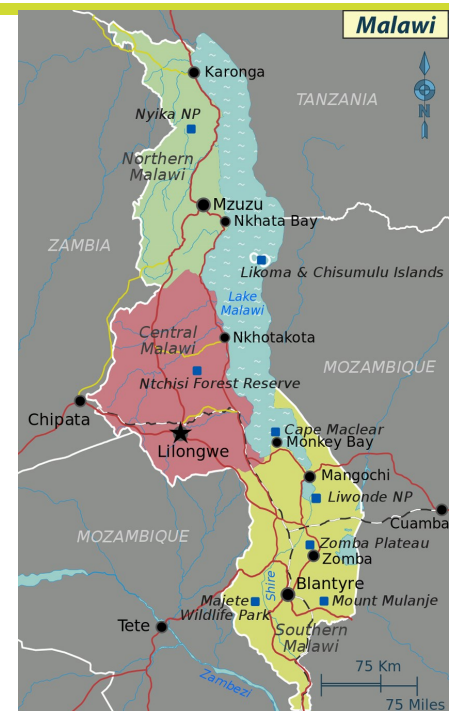 Malawi
Karonga
TANZANIA
N
Nyika NP
Northern
Malawi
Mzuzu
Nkhata Bay
ZAMBIA
Likoma & Chisumulu Islands
Lake
Malawi
Central
Malawi
Nkhotakota
MOZAMBIQUE
Ntchisi Forest Reserve
Chipata
Cape Maclear
Monkey Bay
Lilongwe
Mangochi
Liwonde NP
Cuamba
MOZAMBIQUE
Zomba Plateau
Zomba
Shire
Blantyre
Majete
Wildlife Park
Mount Mulanje
Tete
Southern
Malawi
75 Km
Zambezi
75 Miles